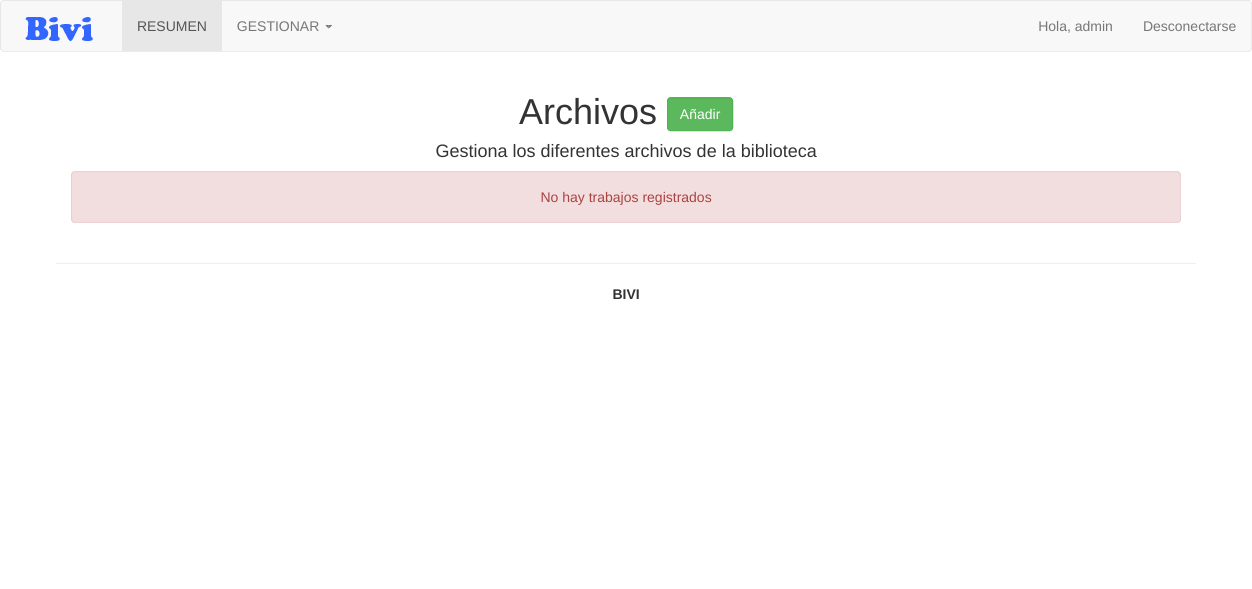 Bivi RESUMEN GESTIONAR Hola, admin Desconectarse
Archivos Añadir
Gestiona los diferentes archivos de la biblioteca
No hay trabajos registrados
BIVI